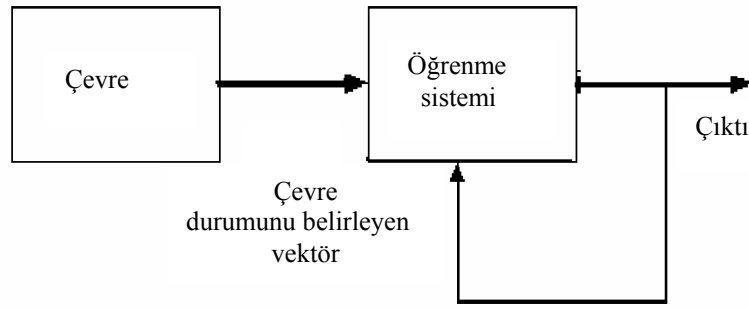 Çevre
Öğrenme
sistemi
Çıktı
Çevre
durumunu belirleyen
vektör